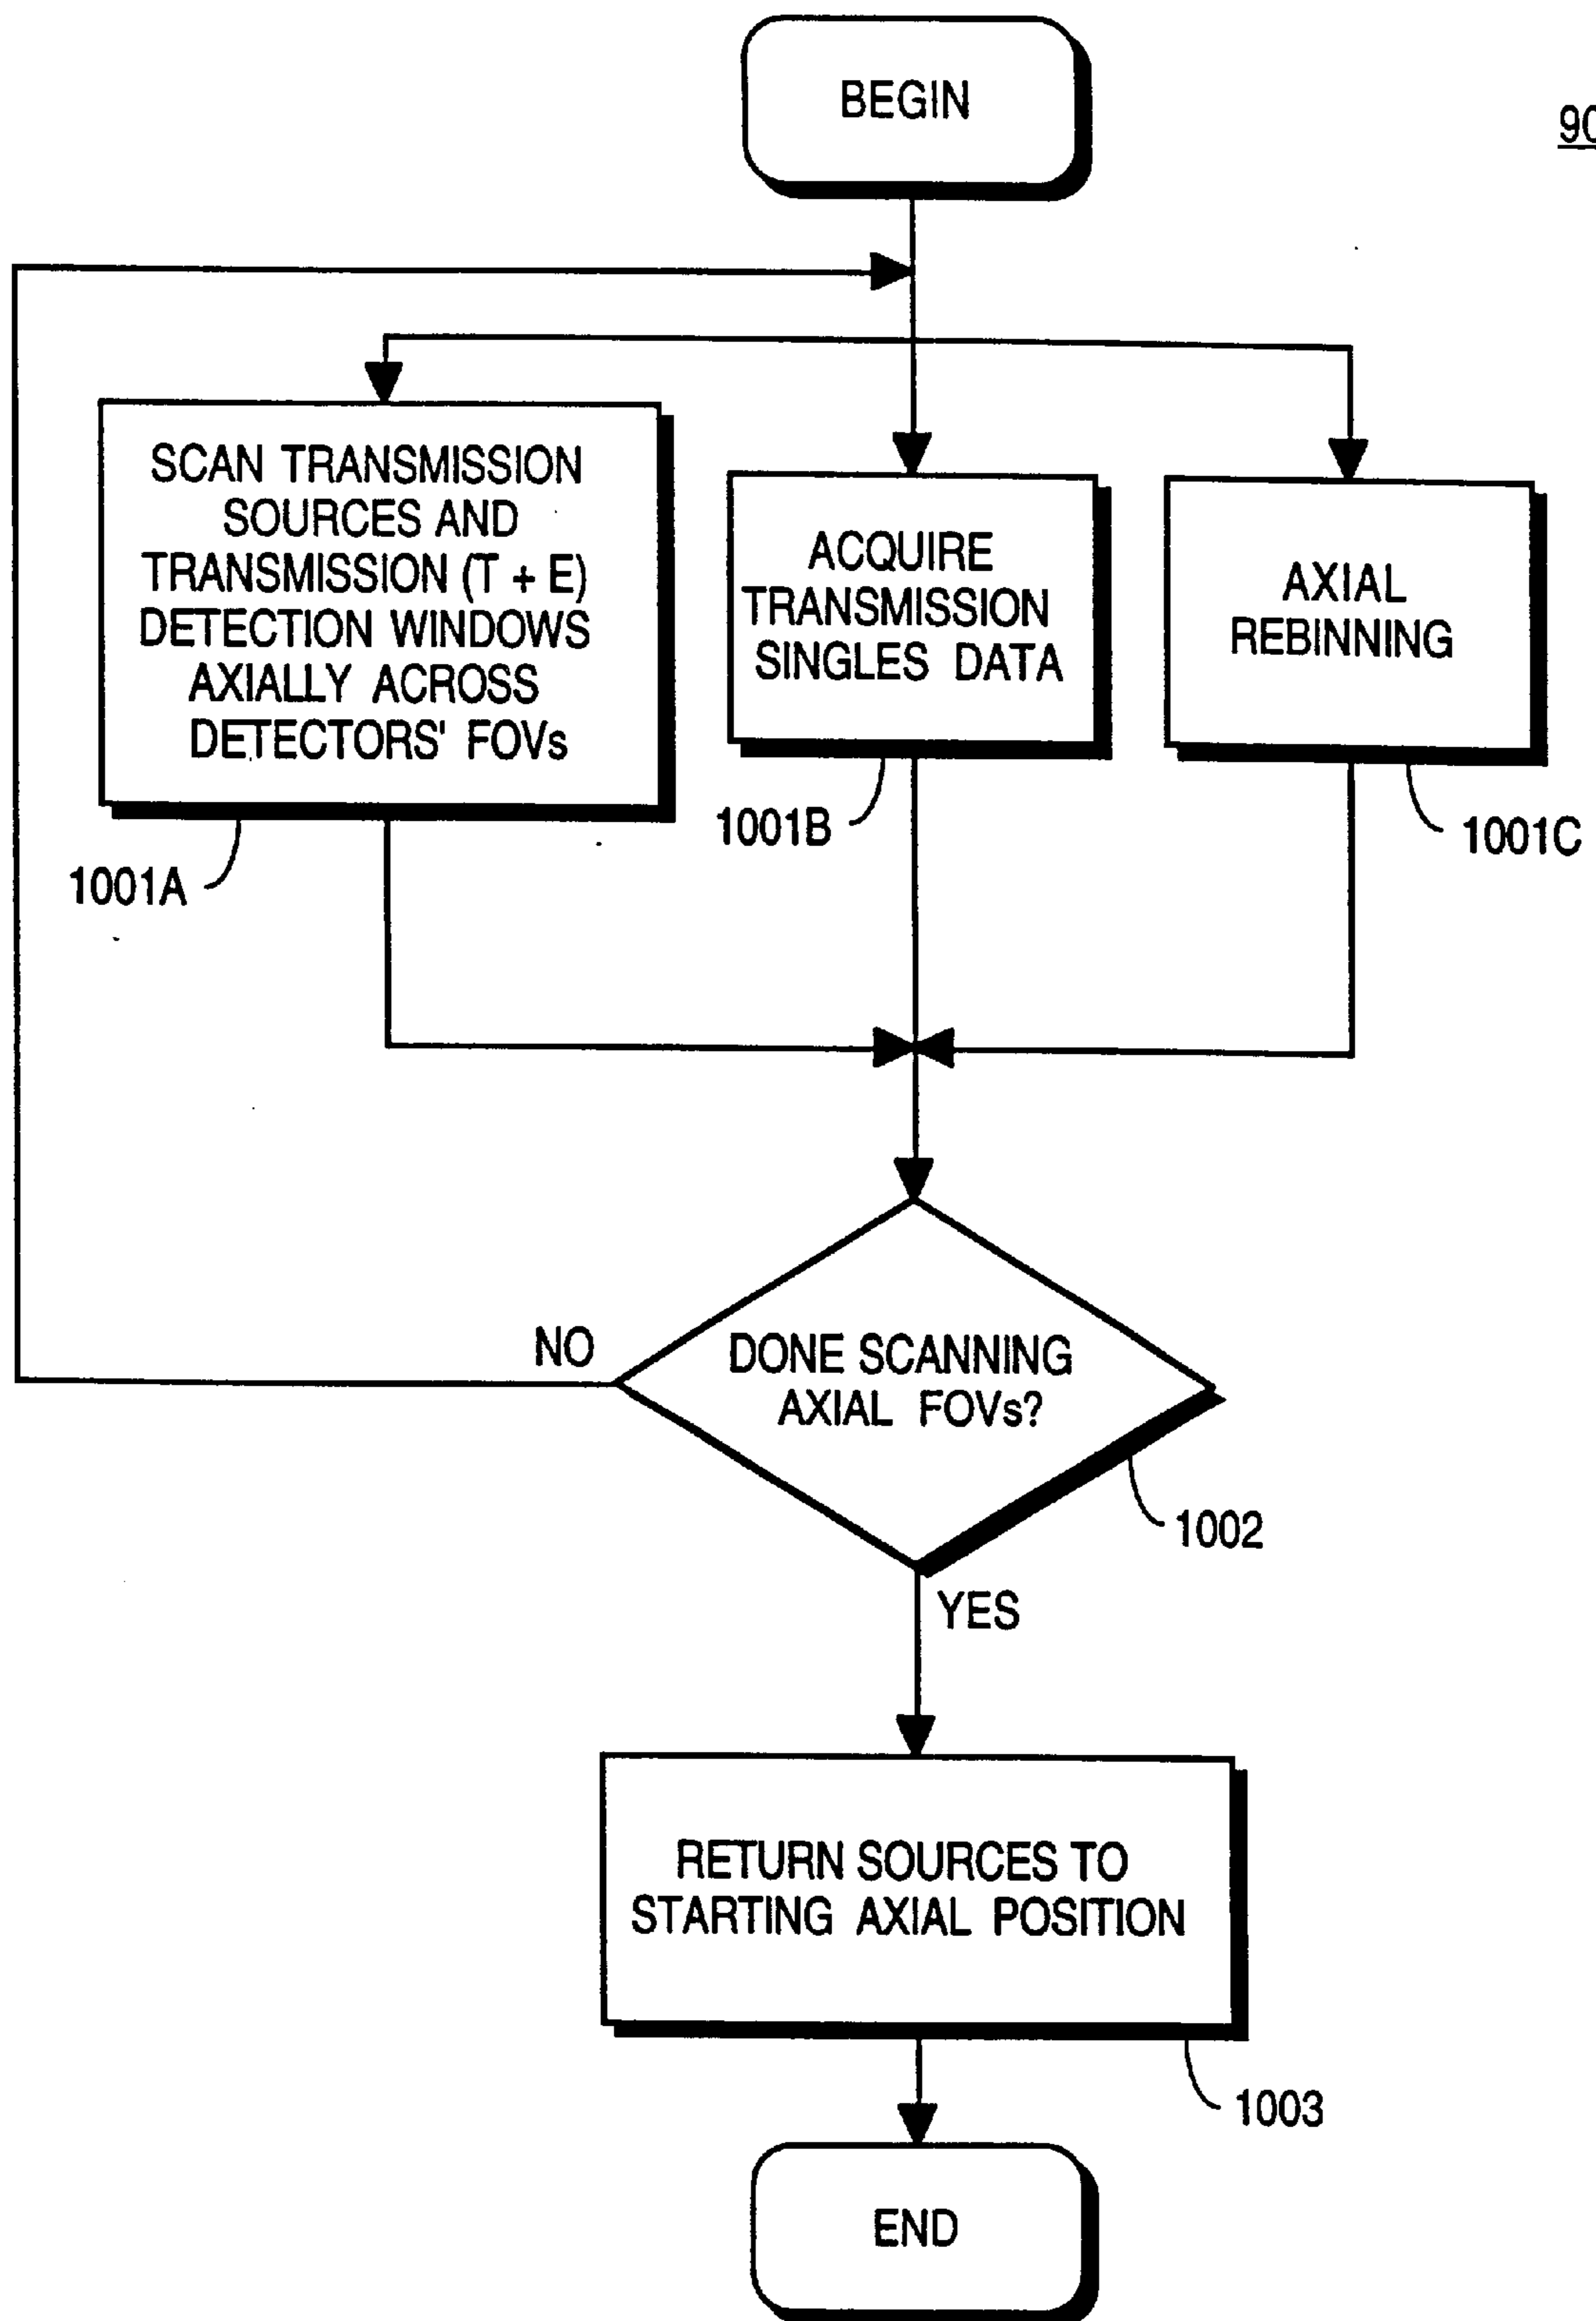 BEGIN
90
SCAN TRANSMISSION
SOURCES AND
TRANSMISSION (T + E)
DETECTION WINDOWS
AXIALLY ACROSS
DETECTORS' FOVs
1001A
ACQUIRE
TRANSMISSION
SINGLES DATA
1001B
AXIAL
REBINNING
1001C
DONE SCANNING
AXIAL FOVs?
NO
1002
YES
RETURN SOURCES TO
STARTING AXIAL POSITION
1003
END